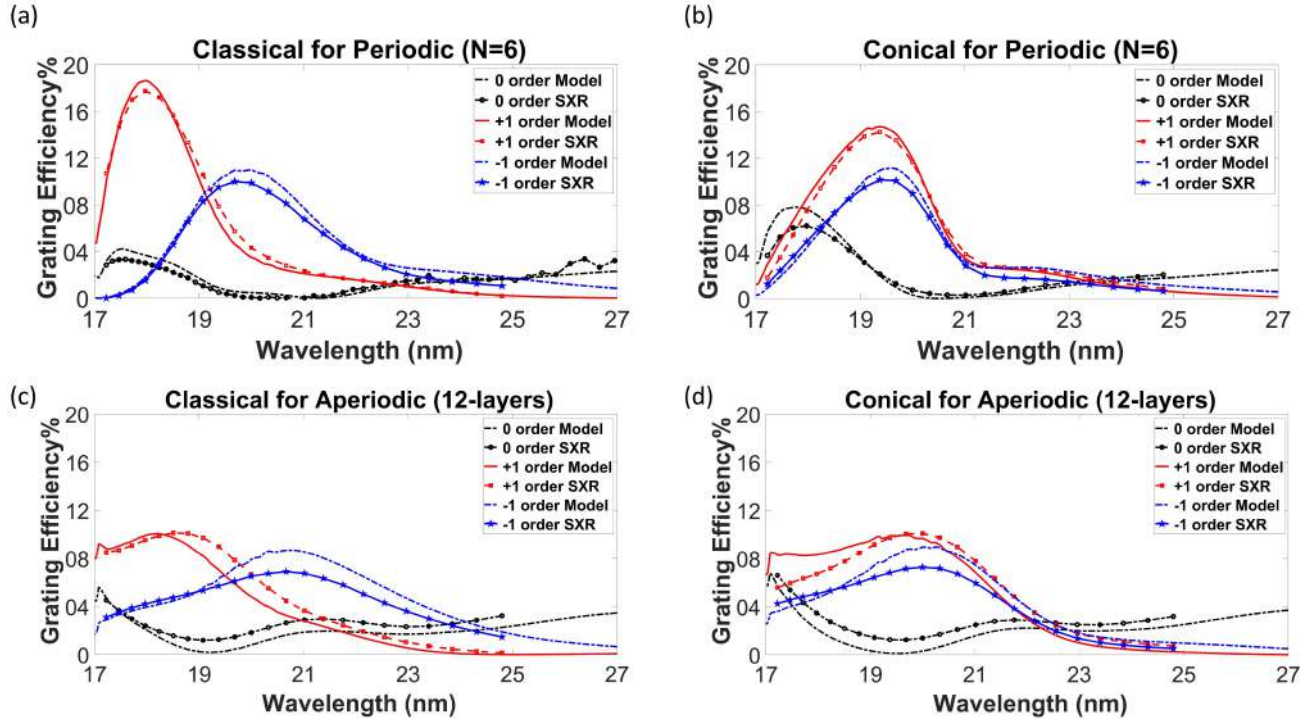 (a)
Classical for Periodic (N=6)
Grating Efficiency%
20
16
12
08
04
0
17
19
21
23
25
27
Wavelength (nm)
0 order Model
0 order SXR
+1 order Model
+1 order SXR
-1 order Model
-1 order SXR
(b)
Conical for Periodic (N=6)
Grating Efficiency%
20
16
12
08
04
0
17
19
21
23
25
27
Wavelength (nm)
0 order Model
0 order SXR
+1 order Model
+1 order SXR
-1 order Model
-1 order SXR
(c)
Classical for Aperiodic (12-layers)
Grating Efficiency%
20
16
12
08
04
0
17
19
21
23
25
27
Wavelength (nm)
0 order Model
0 order SXR
+1 order Model
+1 order SXR
-1 order Model
-1 order SXR
(d)
Conical for Aperiodic (12-layers)
Grating Efficiency%
20
16
12
08
04
0
17
19
21
23
25
27
Wavelength (nm)
0 order Model
0 order SXR
+1 order Model
+1 order SXR
-1 order Model
-1 order SXR